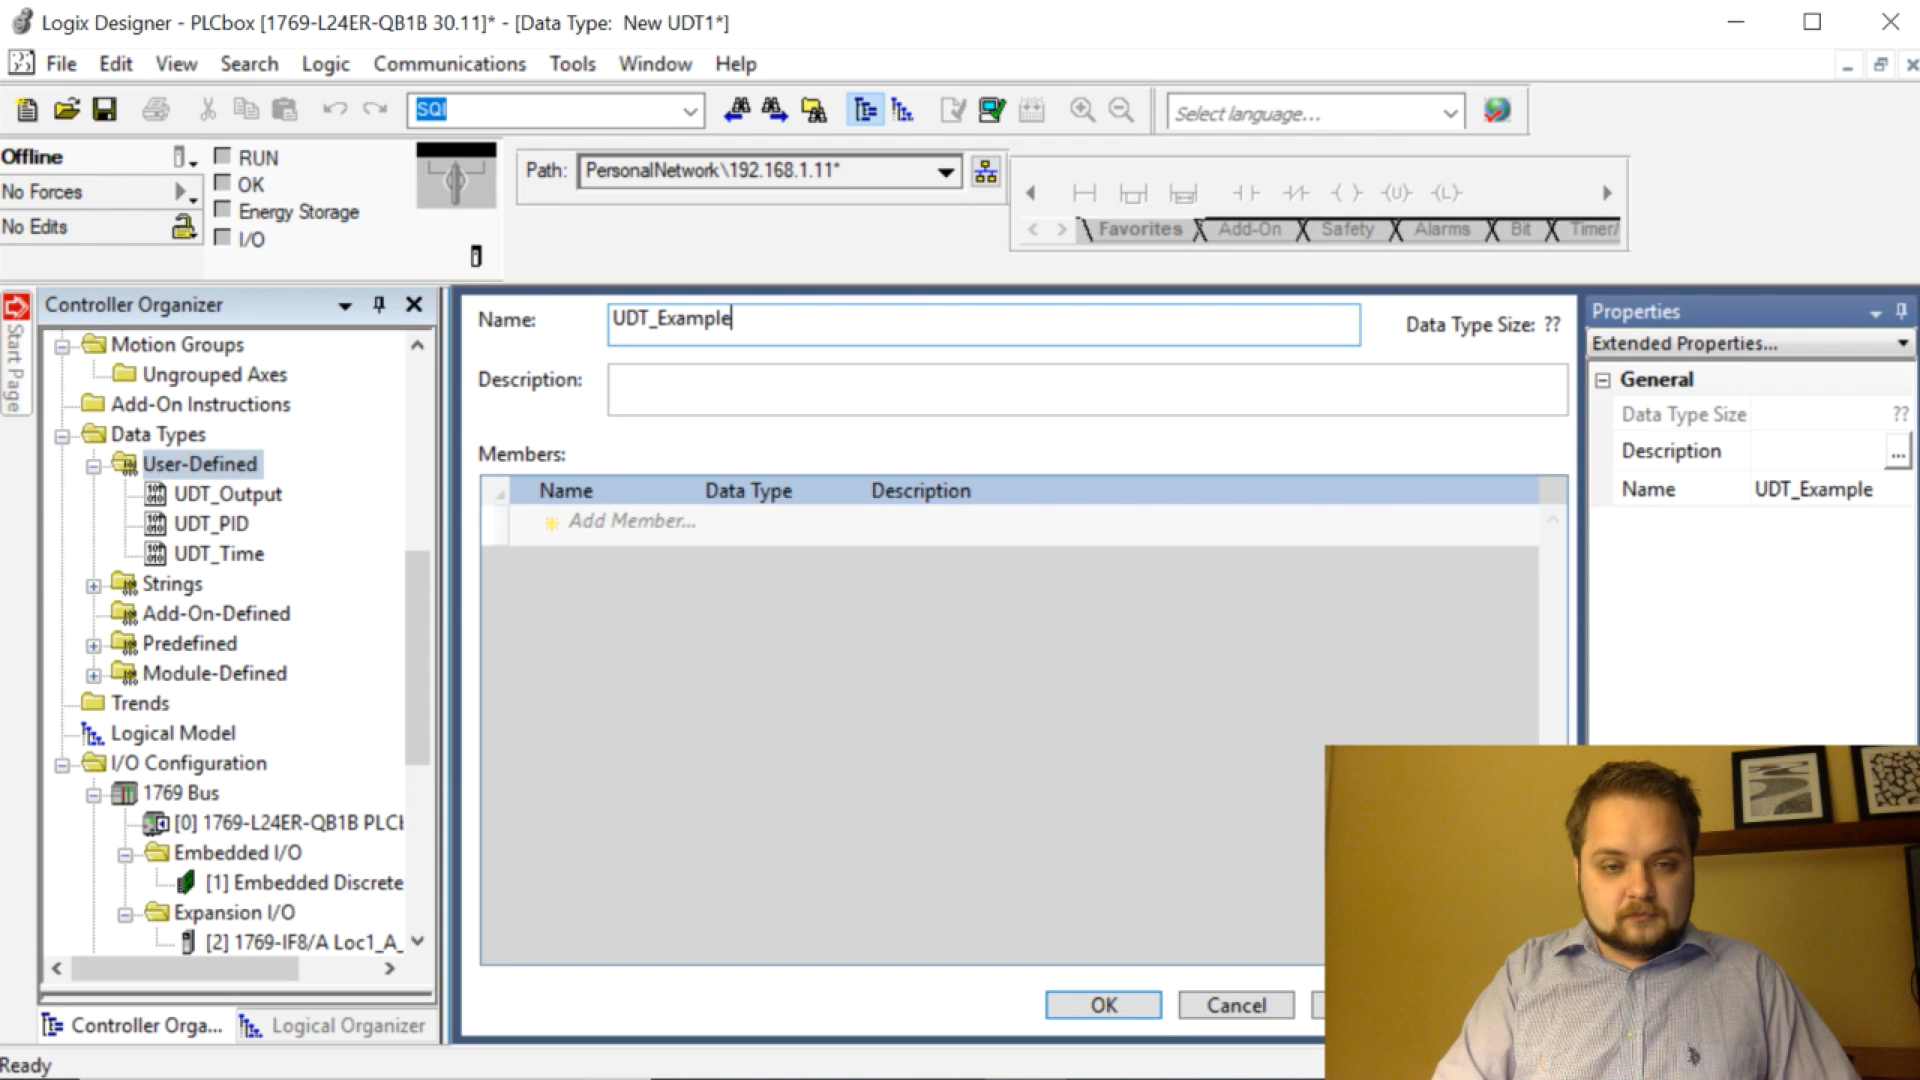 Logix Designer - PLCbox [1769-L24ER-QB1B 30.11]* - [Data Type:  New UDT1*]
File Edit View Search Logic Communications Tools Window Help
SQI
Select language...
Offline
No Forces
No Edits
RUN
OK
Energy Storage
I/O
Path: PersonalNetwork\192.168.1.11*
Favorites Add-On Safety Alarms Bit Timer/
Start Page
Controller Organizer
Motion Groups
Ungrouped Axes
Add-On Instructions
Data Types
User-Defined
UDT_Output
UDT_PID
UDT_Time
Strings
Add-On-Defined
Predefined
Module-Defined
Trends
Logical Model
I/O Configuration
1769 Bus
[0] 1769-L24ER-QB1B PLCb
Embedded I/O
[1] Embedded Discrete
Expansion I/O
[2] 1769-IF8/A Loc1_A_
Controller Orga... Logical Organizer
Name: UDT_Example
Data Type Size: ??
Description:
Members:
Name Data Type Description
Add Member...
OK Cancel
Properties
Extended Properties...
General
Data Type Size ??
Description ...
Name UDT_Example
Ready